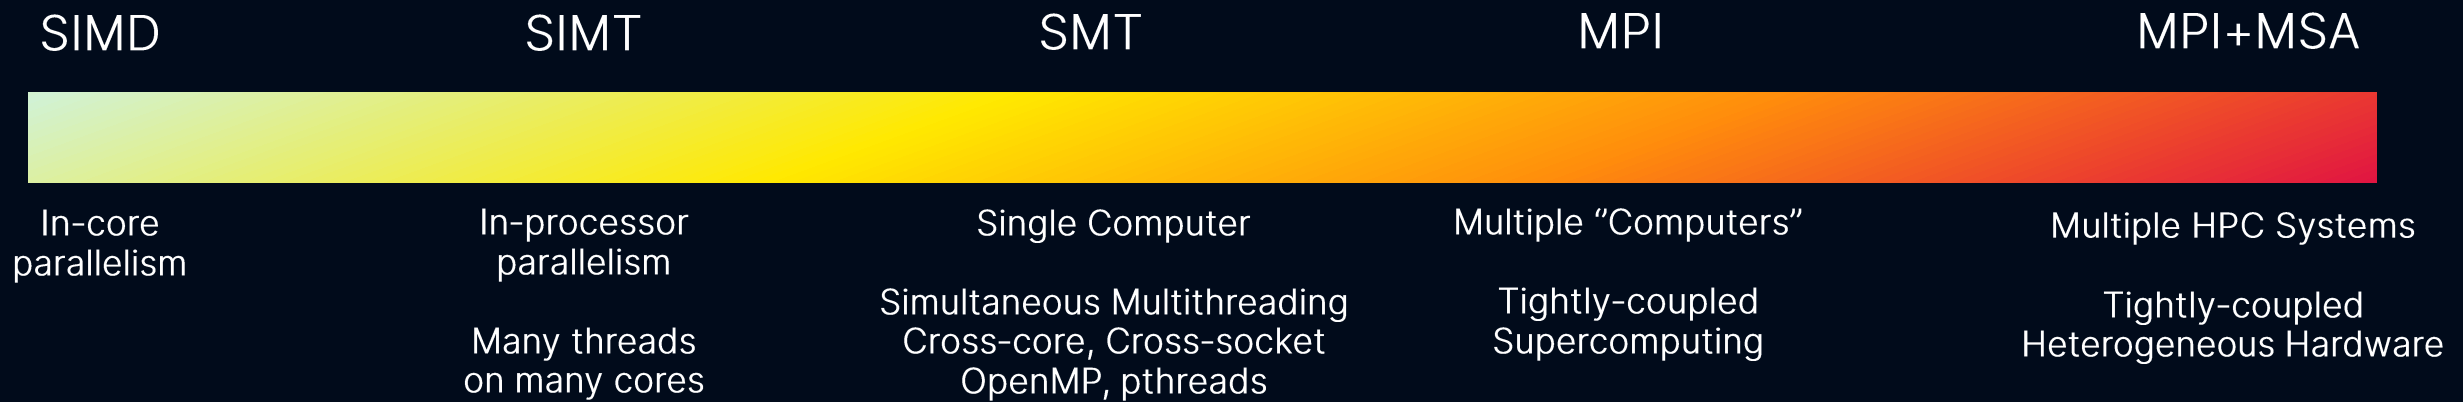 SIMD
SIMT
SMT
MPI
MPI+MSA
In-core
parallelism
In-processor
parallelism
Many threads
on many cores
Single Computer
Simultaneous Multithreading
Cross-core, Cross-socket
OpenMP, pthreads
Multiple “Computers”
Tightly-coupled
Supercomputing
Multiple HPC Systems
Tightly-coupled
Heterogeneous Hardware